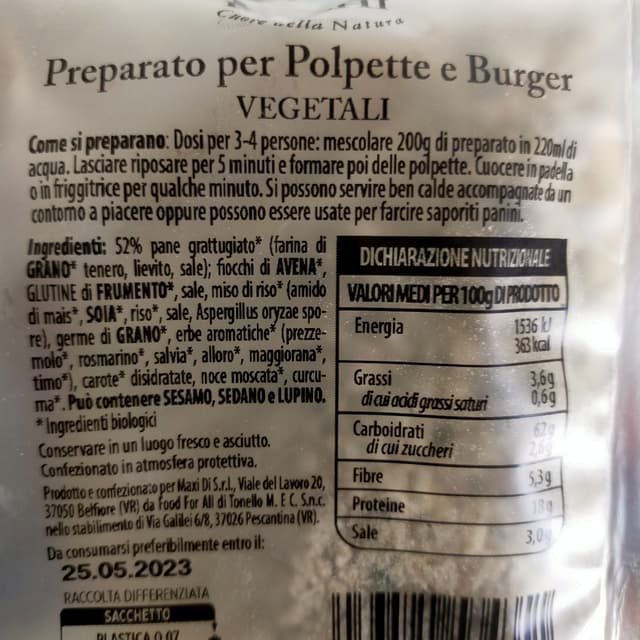 Cuore della Natura
Preparato per Polpette e Burger
VEGETALI
Come si preparano: Dosi per 3-4 persone: mescolare 200g di preparato in 220ml di
acqua. Lasciare riposare per 5 minuti e formare poi delle polpette. Cuocere in padella
o in friggitrice per qualche minuto. Si possono servire ben calde accompagnate da un
contorno a piacere oppure possono essere usate per farcire saporiti panini.
Ingredienti: 52% pane grattugiato* (farina di
GRANO* tenero, lievito, sale); fiocchi di AVENA*,
GLUTINE di FRUMENTO*, sale, miso di riso* (amido
di mais*, SOIA*, riso*, sale, Aspergillus oryzae spo-
re), germe di GRANO*, erbe aromatiche* (prezze-
molo*, rosmarino*, salvia*, alloro*, maggiorana*,
timo*), carote* disidratate, noce moscata*, curcu-
ma*. Può contenere SESAMO, SEDANO e LUPINO.
* Ingredienti biologici
Conservare in un luogo fresco e asciutto.
Confezionato in atmosfera protettiva.
Prodotto e confezionato per Maxi Di S.r.l., Viale del Lavoro 20,
37050 Belfiore (VR) da Food For All di Tonello M. E C. S.n.c.
nello stabilimento di Via Galilei 6/8, 37026 Pescantina (VR).
Da consumarsi preferibilmente entro il:
25.05.2023
RACCOLTA DIFFERENZIATA
SACCHETTO
PLASTICA O 07
DICHIARAZIONE NUTRIZIONALE
VALORI MEDI PER 100g DI PRODOTTO
Energia 1536 kJ
363 kcal
Grassi 3,6g
di cui acidi grassi saturi 0,6g
Carboidrati 62g
di cui zuccheri
Fibre 5,3g
Proteine 18g
Sale 3,0g